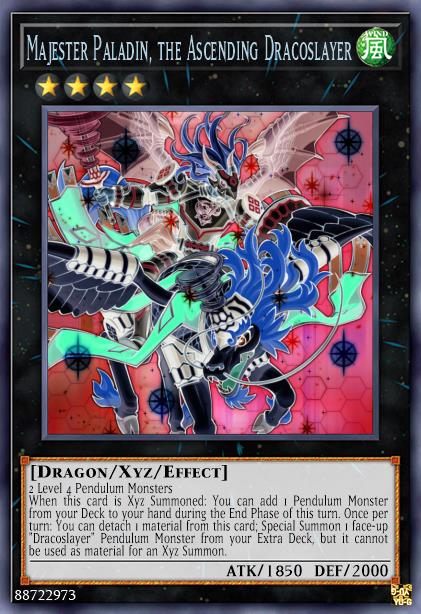 Majester Paladin, the Ascending Dracoslayer
WIND
風
[Dragon/Xyz/Effect]
2 Level 4 Pendulum Monsters
When this card is Xyz Summoned: You can add 1 Pendulum Monster
from your Deck to your hand during the End Phase of this turn. Once per
turn: You can detach 1 material from this card; Special Summon 1 face-up
"Dracoslayer" Pendulum Monster from your Extra Deck, but it cannot
be used as material for an Xyz Summon.
ATK/1850 DEF/2000
88722973